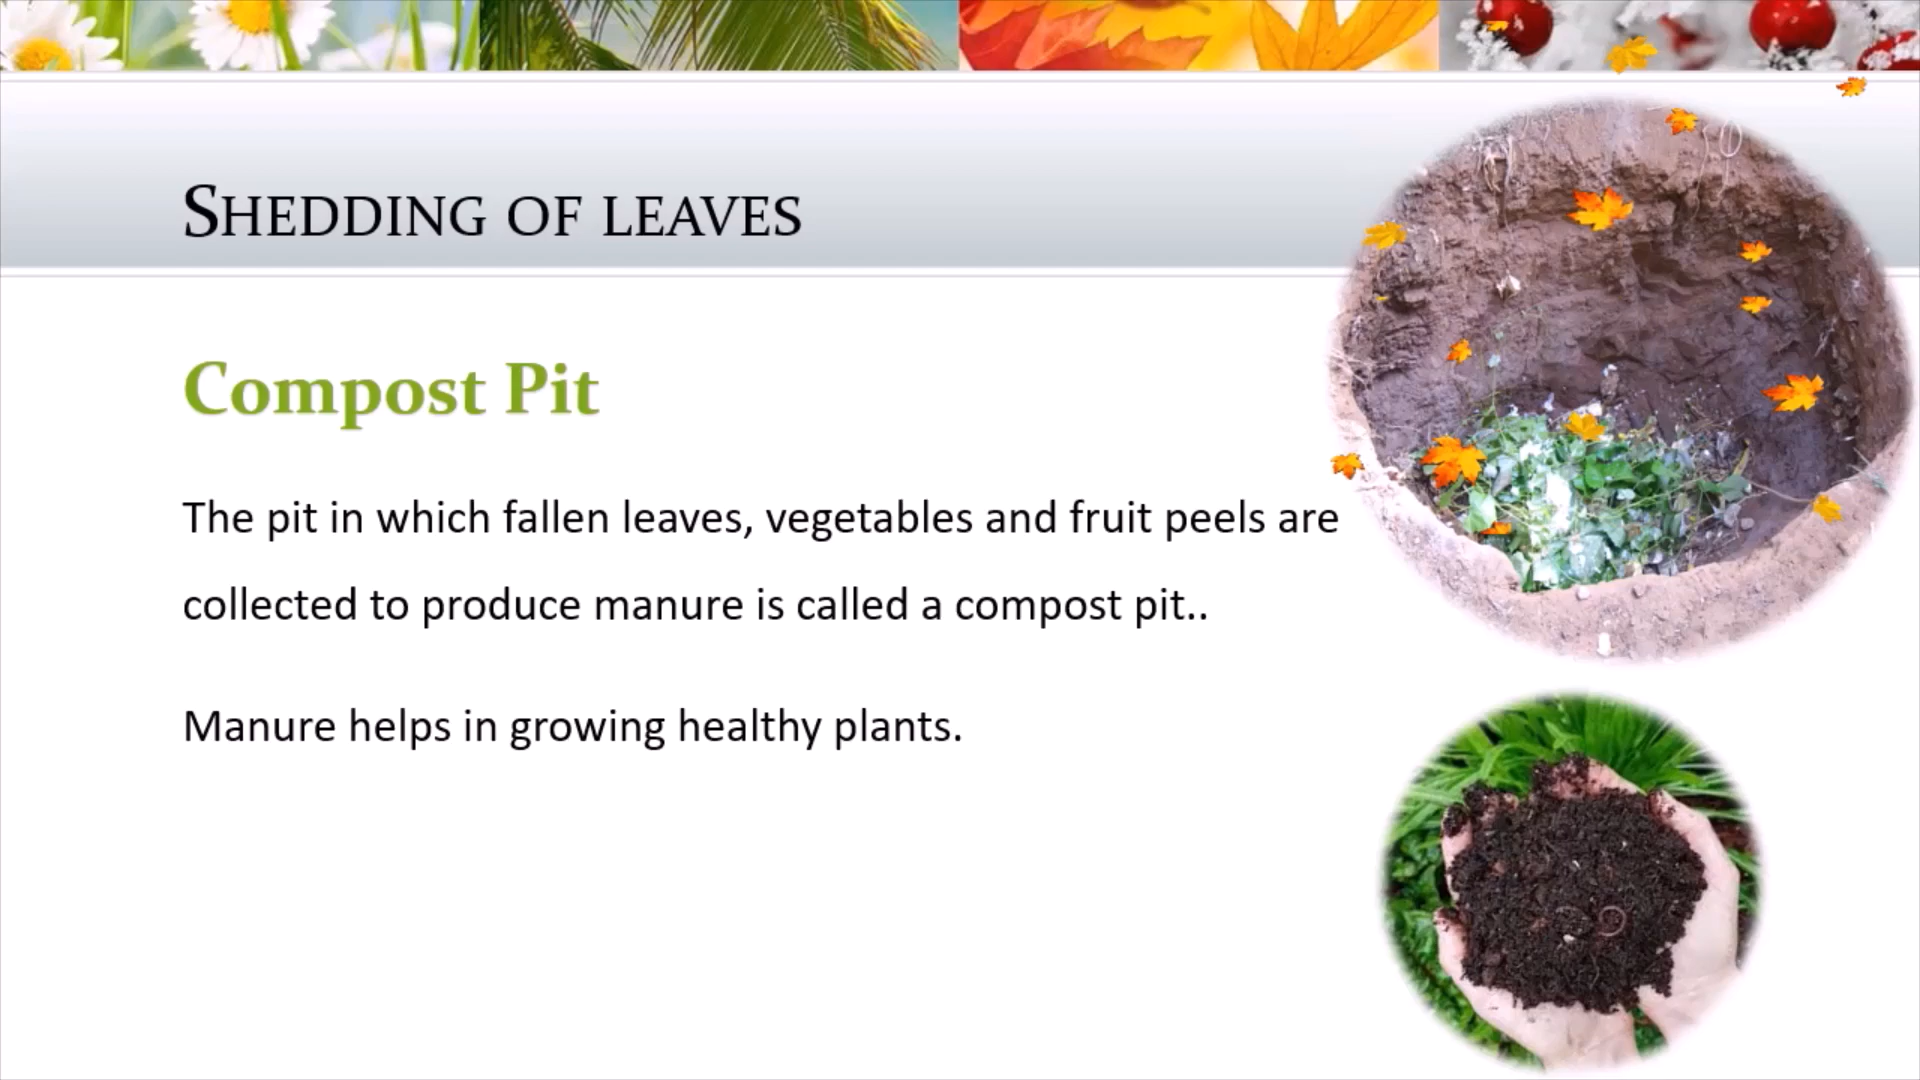 SHEDDING OF LEAVES
Compost Pit
The pit in which fallen leaves, vegetables and fruit peels are
collected to produce manure is called a compost pit..
Manure helps in growing healthy plants.